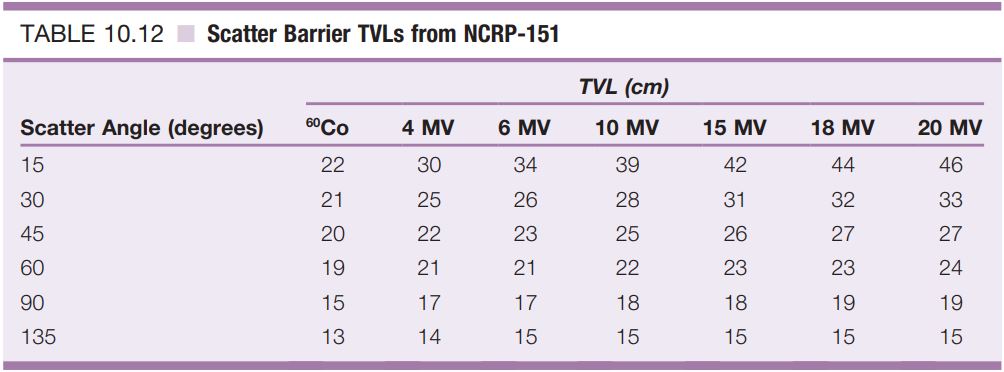 TABLE 10.12 ■ Scatter Barrier TVLs from NCRP-151
TVL (cm)
Scatter Angle (degrees) ⁶⁰Co 4 MV 6 MV 10 MV 15 MV 18 MV 20 MV
15 22 30 34 39 42 44 46
30 21 25 26 28 31 32 33
45 20 22 23 25 26 27 27
60 19 21 21 22 23 23 24
90 15 17 17 18 18 19 19
135 13 14 15 15 15 15 15